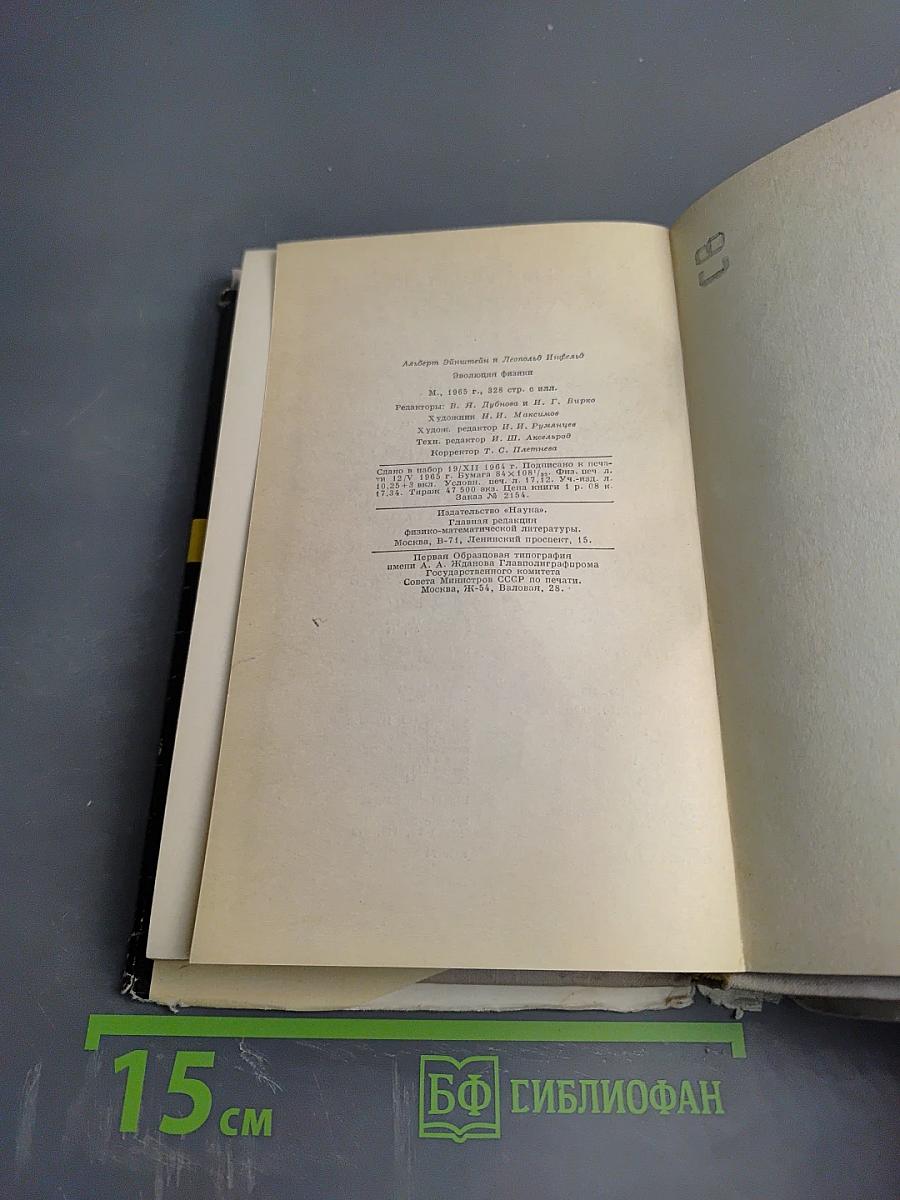 Альберт Эйнштейн и Леопольд Инфельд
Эволюция физики
М., 1965 г., 328 стр. с илл.
Редакторы: В. Я. Дубнова и И. Г. Вирко
Художник И. И. Максимов
Худож. редактор И. И. Румянцев
Техн. редактор И. Ш. Аксельрод
Корректор Т. С. Плетнева
Сдано в набор 19/XII 1964 г. Подписано к печа-
ти 12/V 1965 г. Бумага 84×108¹/₃₂. Физ. печ. л.
10,25+3 вкл. Условн. печ. л. 17,12. Уч.-изд. л.
17,34. Тираж 47 500 экз. Цена книги 1 р. 08 к.
Заказ № 2154.
Издательство «Наука».
Главная редакция
физико-математической литературы.
Москва, В-71, Ленинский проспект, 15.
Первая Образцовая типография
имени А. А. Жданова Главполиграфпрома
Государственного комитета
Совета Министров СССР по печати.
Москва, Ж-54, Валовая, 28.
15 см
БФ БИБЛИОФАН